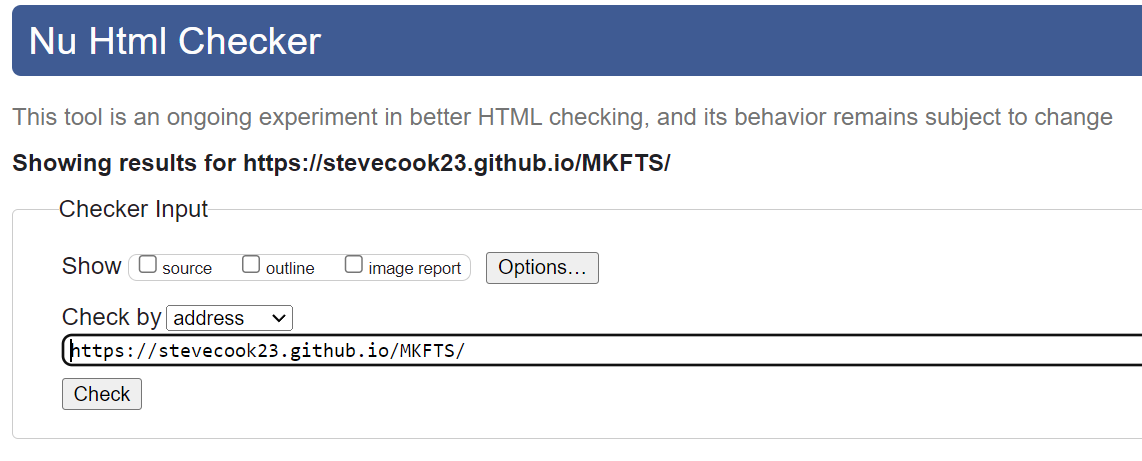 Nu Html Checker
This tool is an ongoing experiment in better HTML checking, and its behavior remains subject to change
Showing results for https://stevecook23.github.io/MKFTS/
Checker Input
Show source outline image report Options...
Check by address
https://stevecook23.github.io/MKFTS/
Check